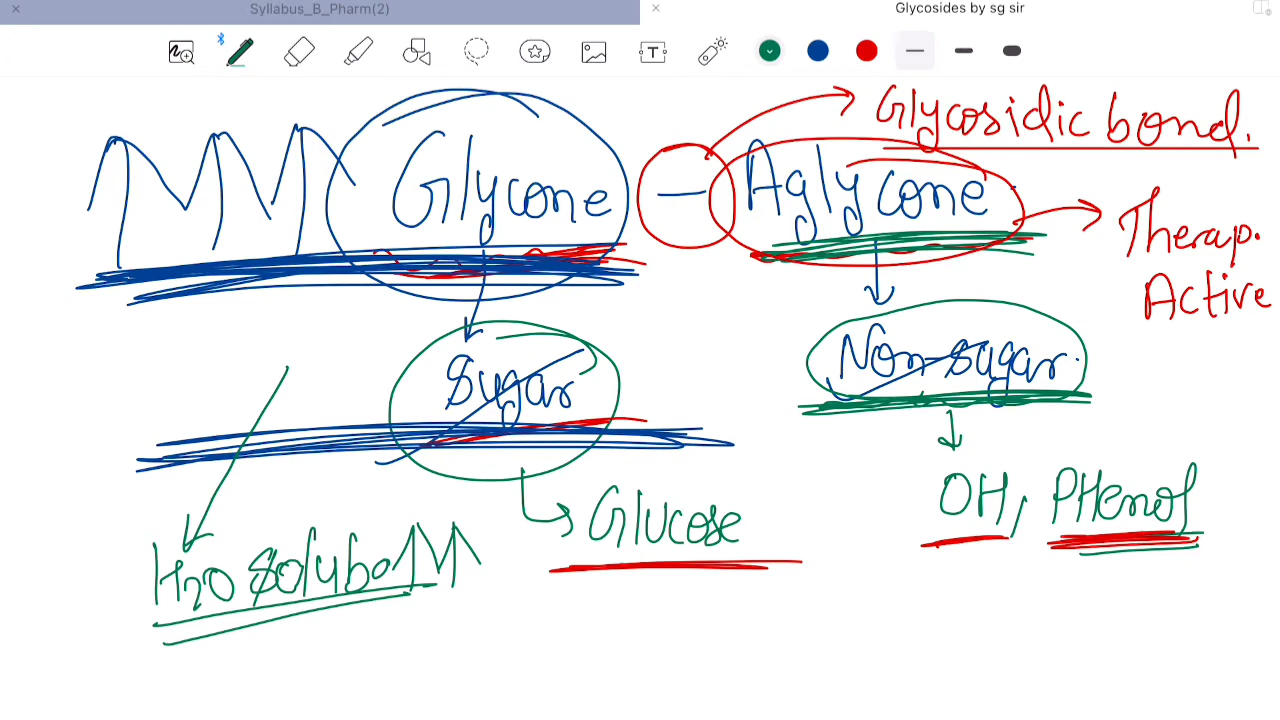 Syllabus_B_Pharm(2)
Glycosides by sg sir
Glycosidic bond.
Glycone — Aglycone
Therap.
Active
Sugar
Non-sugar.
Glucose
OH, PHenol
H2O